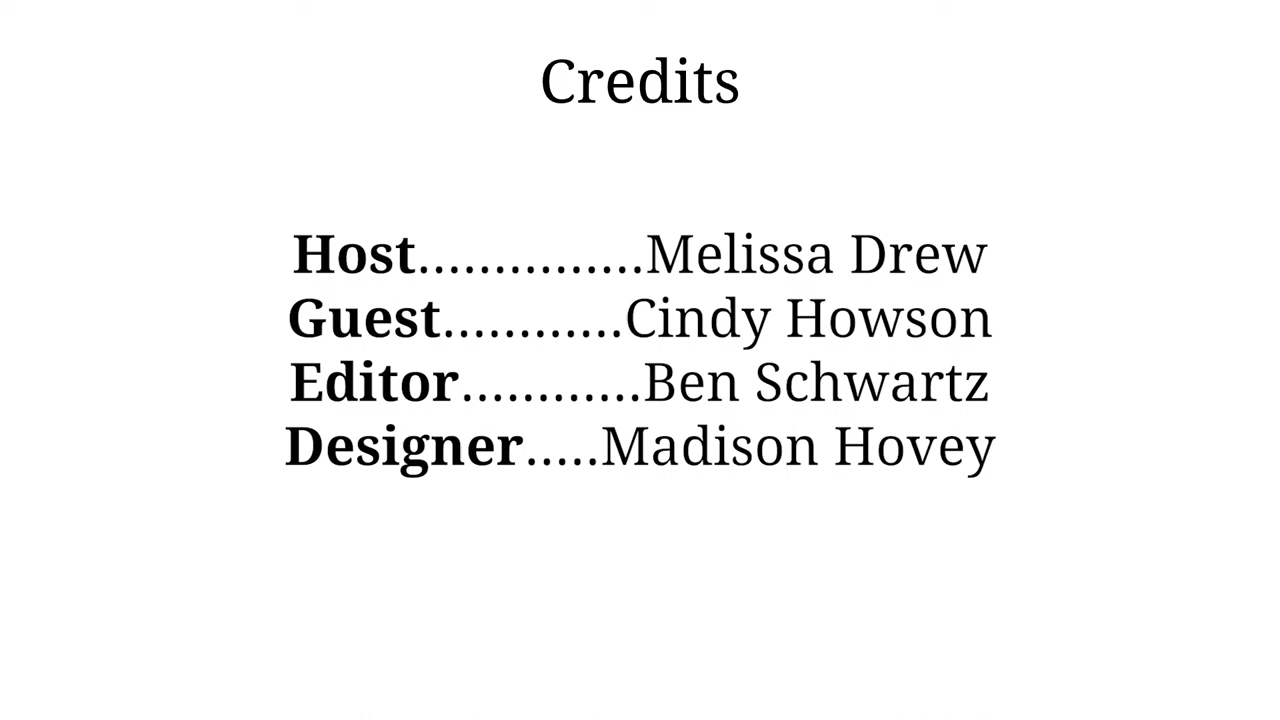 Credits
Host...............Melissa Drew
Guest............Cindy Howson
Editor............Ben Schwartz
Designer.....Madison Hovey